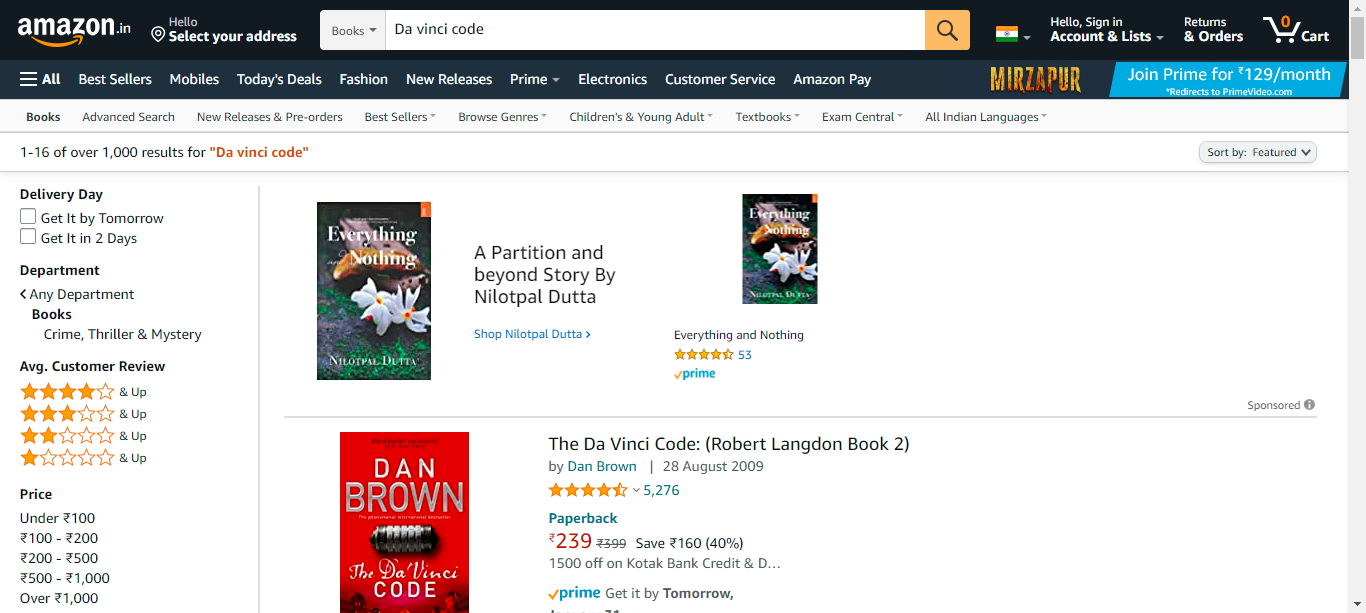 amazon.in
Hello
Select your address
Books
Da vinci code
Hello, Sign in
Account & Lists
Returns
& Orders
0
Cart
All
Best Sellers
Mobiles
Today's Deals
Fashion
New Releases
Prime
Electronics
Customer Service
Amazon Pay
MIRZAPUR
Join Prime for ₹129/month
*Redirects to PrimeVideo.com
Books
Advanced Search
New Releases & Pre-orders
Best Sellers
Browse Genres
Children's & Young Adult
Textbooks
Exam Central
All Indian Languages
1-16 of over 1,000 results for "Da vinci code"
Sort by: Featured
Delivery Day
Get It by Tomorrow
Get It in 2 Days
Department
Any Department
Books
Crime, Thriller & Mystery
Avg. Customer Review
& Up
& Up
& Up
& Up
Price
Under ₹100
₹100 - ₹200
₹200 - ₹500
₹500 - ₹1,000
Over ₹1,000
Everything
and Nothing
NILOTPAL DUTTA
A Partition and
beyond Story By
Nilotpal Dutta
Shop Nilotpal Dutta
Everything
and Nothing
NILOTPAL DUTTA
Everything and Nothing
53
prime
Sponsored
DAN
BROWN
The phenomenal international bestseller
The Da Vinci
CODE
The Da Vinci Code: (Robert Langdon Book 2)
by Dan Brown | 28 August 2009
5,276
Paperback
₹239 ₹399 Save ₹160 (40%)
1500 off on Kotak Bank Credit & D…
prime Get it by Tomorrow,
January 31